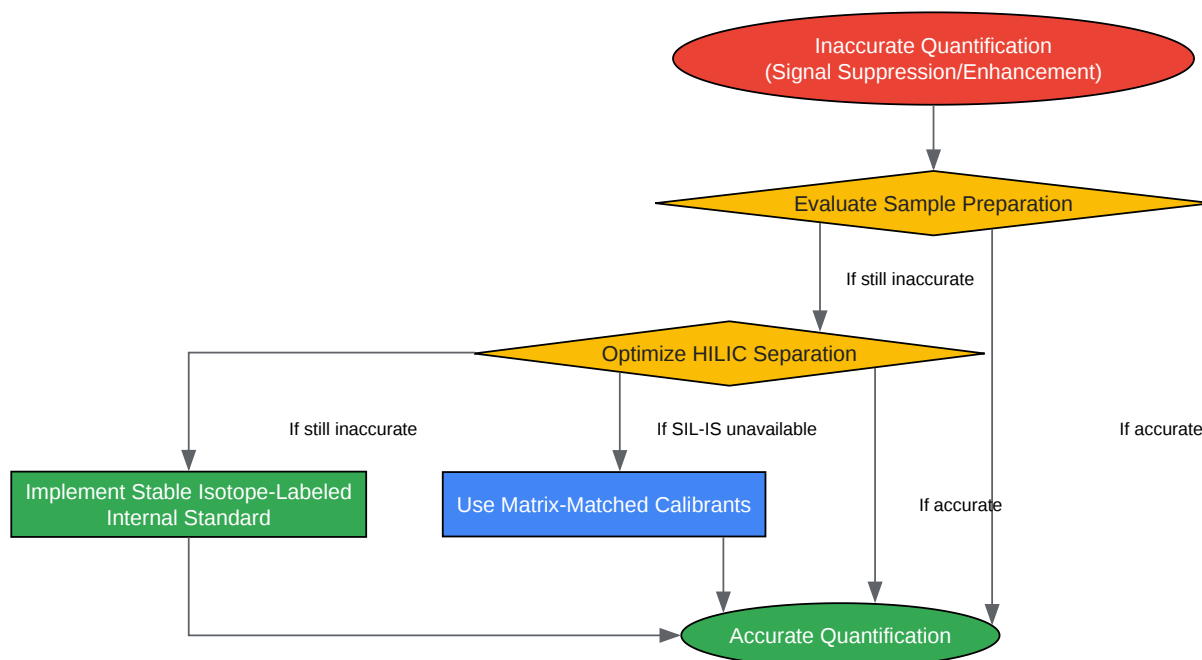 Inaccurate Quantification
(Signal Suppression/Enhancement)
Evaluate Sample Preparation
If still inaccurate
Optimize HILIC Separation
If still inaccurate
If SIL-IS unavailable
If accurate
Implement Stable Isotope-Labeled
Internal Standard
Use Matrix-Matched Calibrants
If accurate
Accurate Quantification